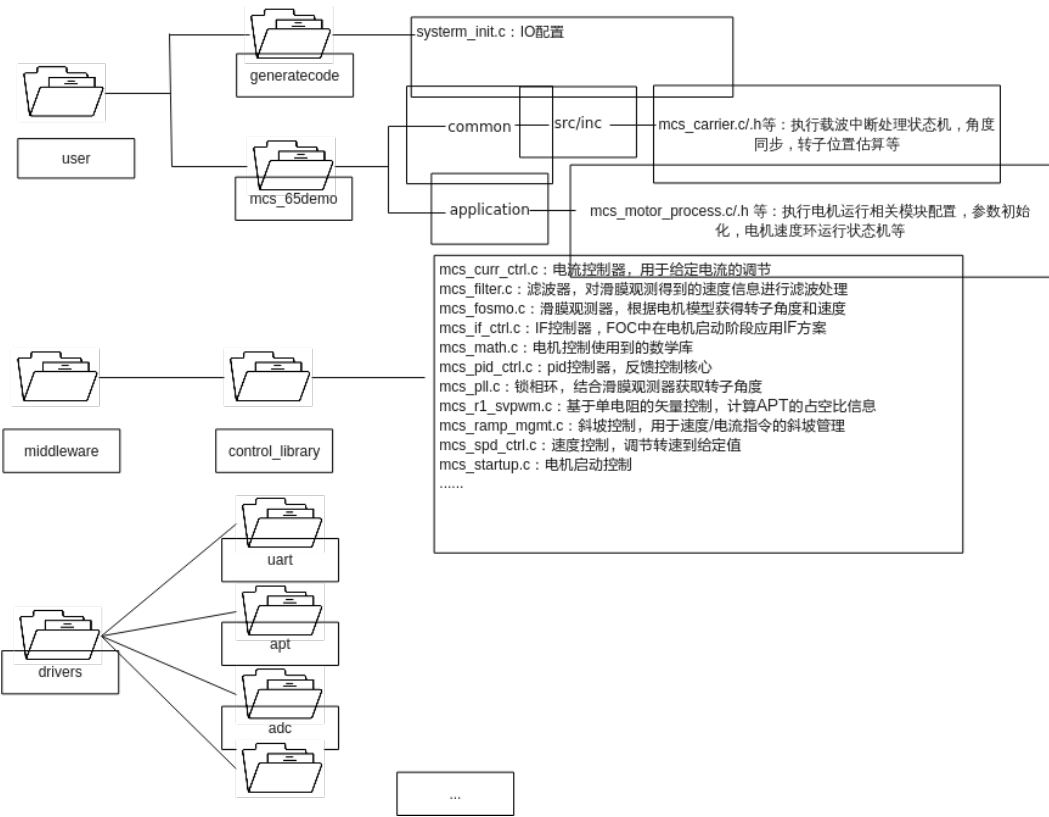 systerm_init.c：IO配置
generatecode
user
common
src/inc
mcs_carrier.c/.h等：执行载波中断处理状态机，角度
同步，转子位置估算等
mcs_65demo
application
mcs_motor_process.c/.h 等：执行电机运行相关模块配置，参数初始
化，电机速度环运行状态机等
mcs_curr_ctrl.c：电流控制器，用于给定电流的调节
mcs_filter.c：滤波器，对滑膜观测得到的速度信息进行滤波处理
mcs_fosmo.c：滑膜观测器，根据电机模型获得转子角度和速度
mcs_if_ctrl.c：IF控制器，FOC中在电机启动阶段应用IF方案
mcs_math.c：电机控制使用到的数学库
mcs_pid_ctrl.c：pid控制器，反馈控制核心
mcs_pll.c：锁相环，结合滑膜观测器获取转子角度
mcs_r1_svpwm.c：基于单电阻的矢量控制，计算APT的占空比信息
mcs_ramp_mgmt.c：斜坡控制，用于速度/电流指令的斜坡管理
mcs_spd_ctrl.c：速度控制，调节转速到给定值
mcs_startup.c：电机启动控制
......
middleware
control_library
uart
apt
drivers
adc
...